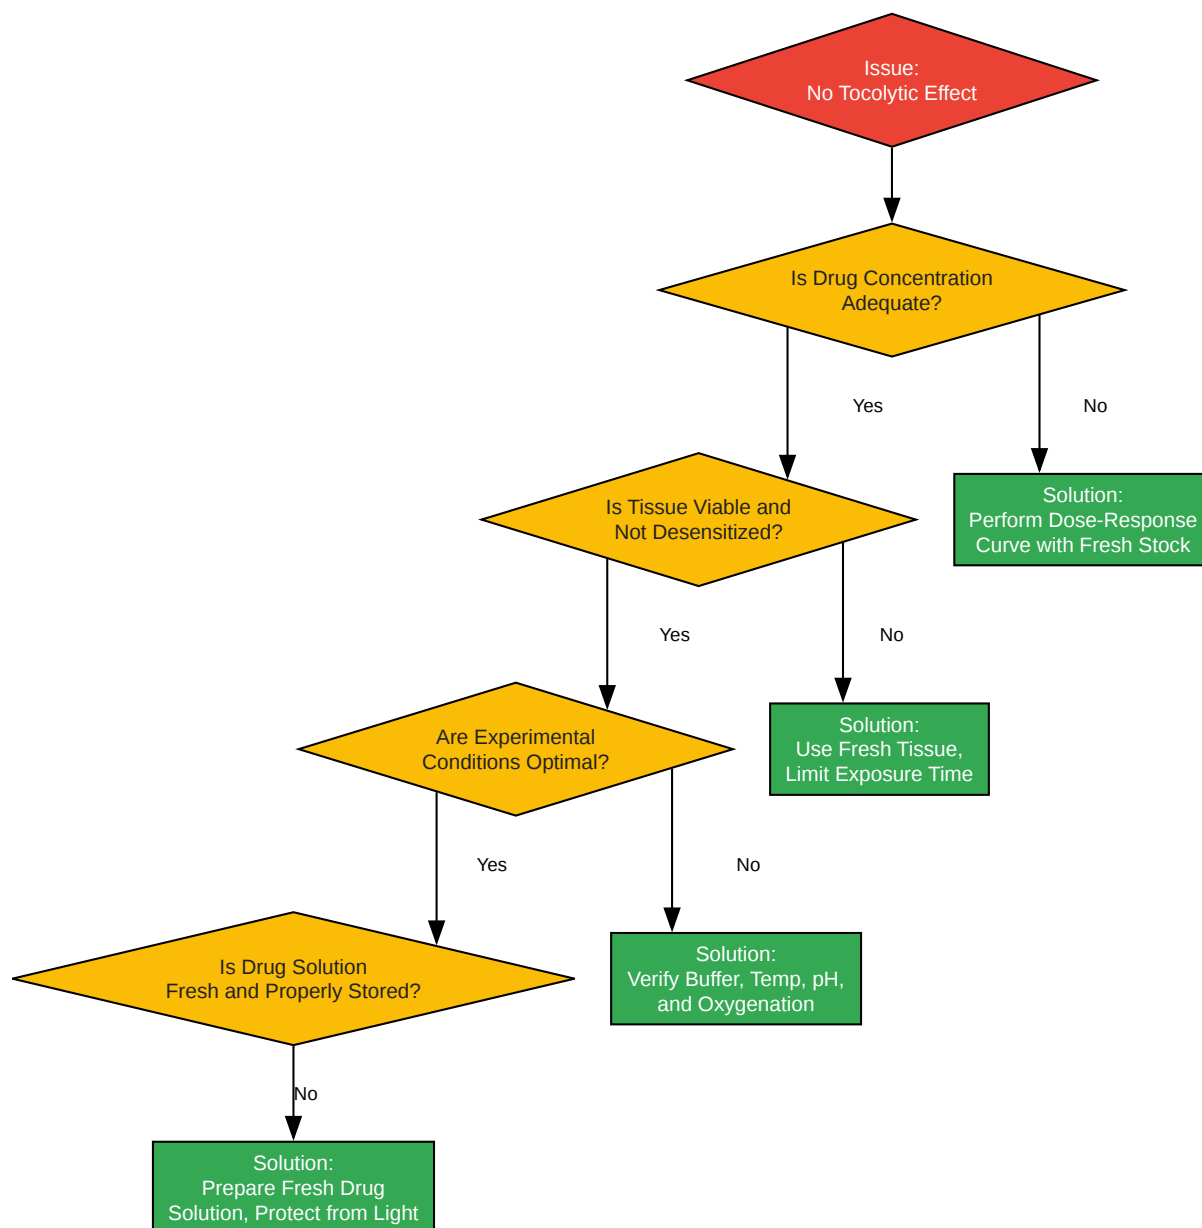 Issue:
No Tocolytic Effect
Is Drug Concentration
Adequate?
Yes
No
Is Tissue Viable and
Not Desensitized?
Solution:
Perform Dose-Response
Curve with Fresh Stock
Yes
No
Are Experimental
Conditions Optimal?
Solution:
Use Fresh Tissue,
Limit Exposure Time
Yes
No
Is Drug Solution
Fresh and Properly Stored?
Solution:
Verify Buffer, Temp, pH,
and Oxygenation
No
Solution:
Prepare Fresh Drug
Solution, Protect from Light